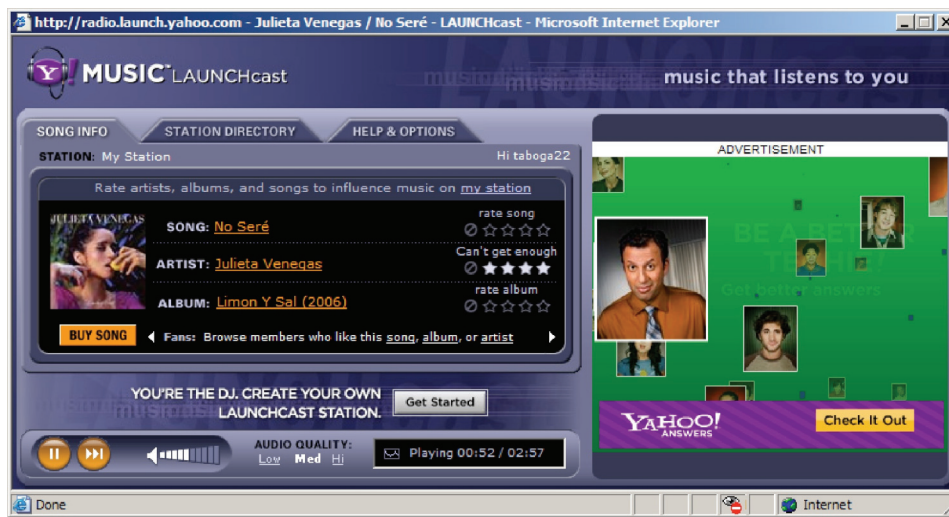 http://radio.launch.yahoo.com - Julieta Venegas / No Seré - LAUNCHcast - Microsoft Internet Explorer
Y! MUSIC™ LAUNCHcast
music that listens to you
SONG INFO STATION DIRECTORY HELP & OPTIONS
STATION: My Station Hi taboga22
Rate artists, albums, and songs to influence music on my station
JULIETA VENEGAS
rate song
SONG: No Seré
Can't get enough
ARTIST: Julieta Venegas
rate album
ALBUM: Limon Y Sal (2006)
BUY SONG Fans: Browse members who like this song, album, or artist
YOU'RE THE DJ. CREATE YOUR OWN
LAUNCHCAST STATION.
Get Started
AUDIO QUALITY:
Low Med Hi
Playing 00:52 / 02:57
ADVERTISEMENT
BE A BETTER
TECHIE!
Get better answers
YAHOO!
ANSWERS
Check It Out
Done Internet